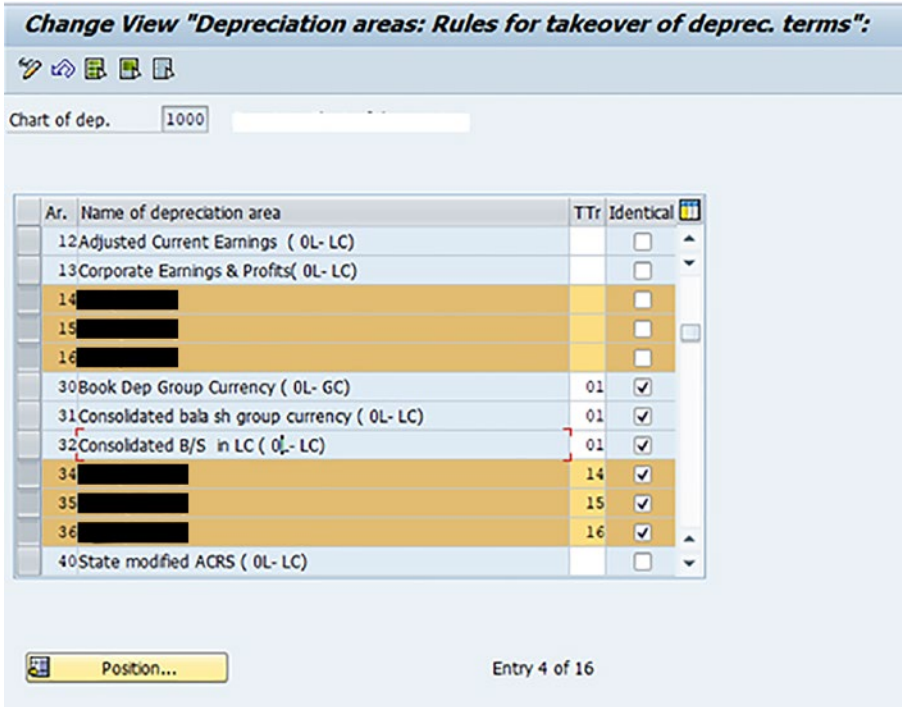 Change View "Depreciation areas: Rules for takeover of deprec. terms":
Chart of dep. 1000
Ar. Name of depreciation area TTr Identical
12 Adjusted Current Earnings ( 0L- LC)
13 Corporate Earnings & Profits( 0L- LC)
14
15
16
30 Book Dep Group Currency ( 0L- GC) 01
31 Consolidated bala sh group currency ( 0L- LC) 01
32 Consolidated B/S in LC ( 0L- LC) 01
34 14
35 15
36 16
40 State modified ACRS ( 0L- LC)
Position... Entry 4 of 16